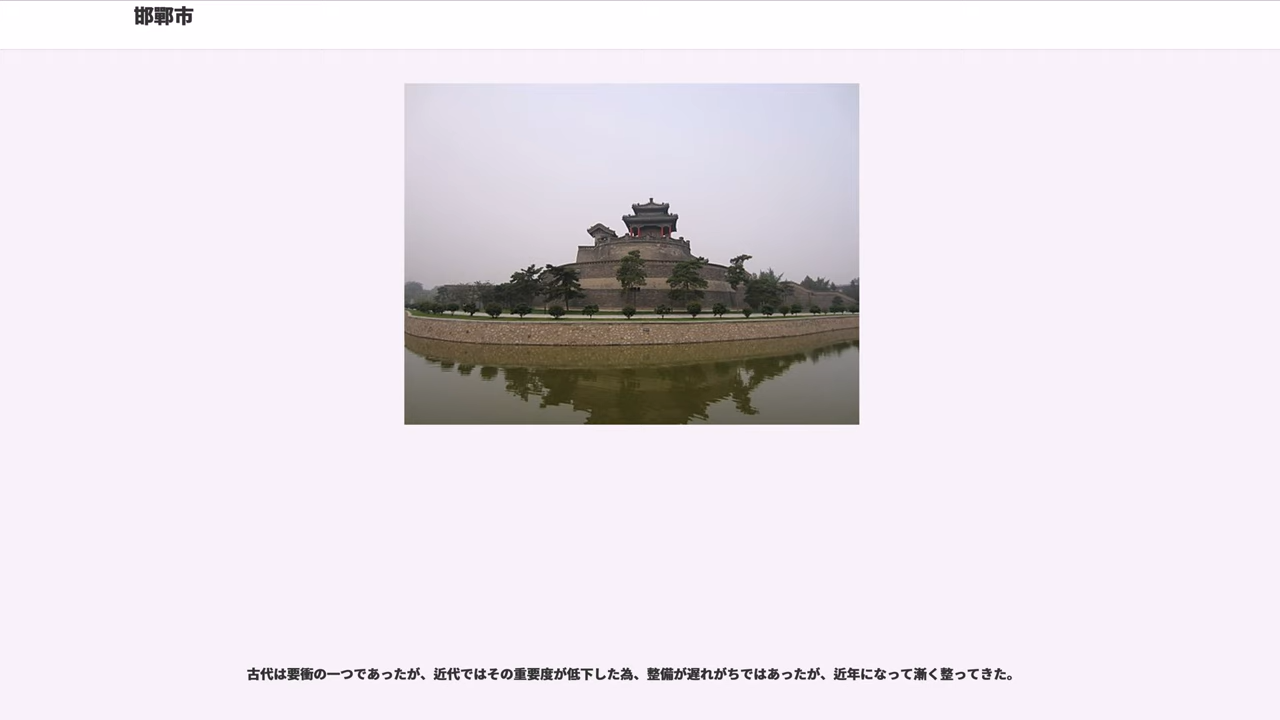 邯鄲市
古代は要衝の一つであったが、近代ではその重要度が低下した為、整備が遅れがちではあったが、近年になって漸く整ってきた。